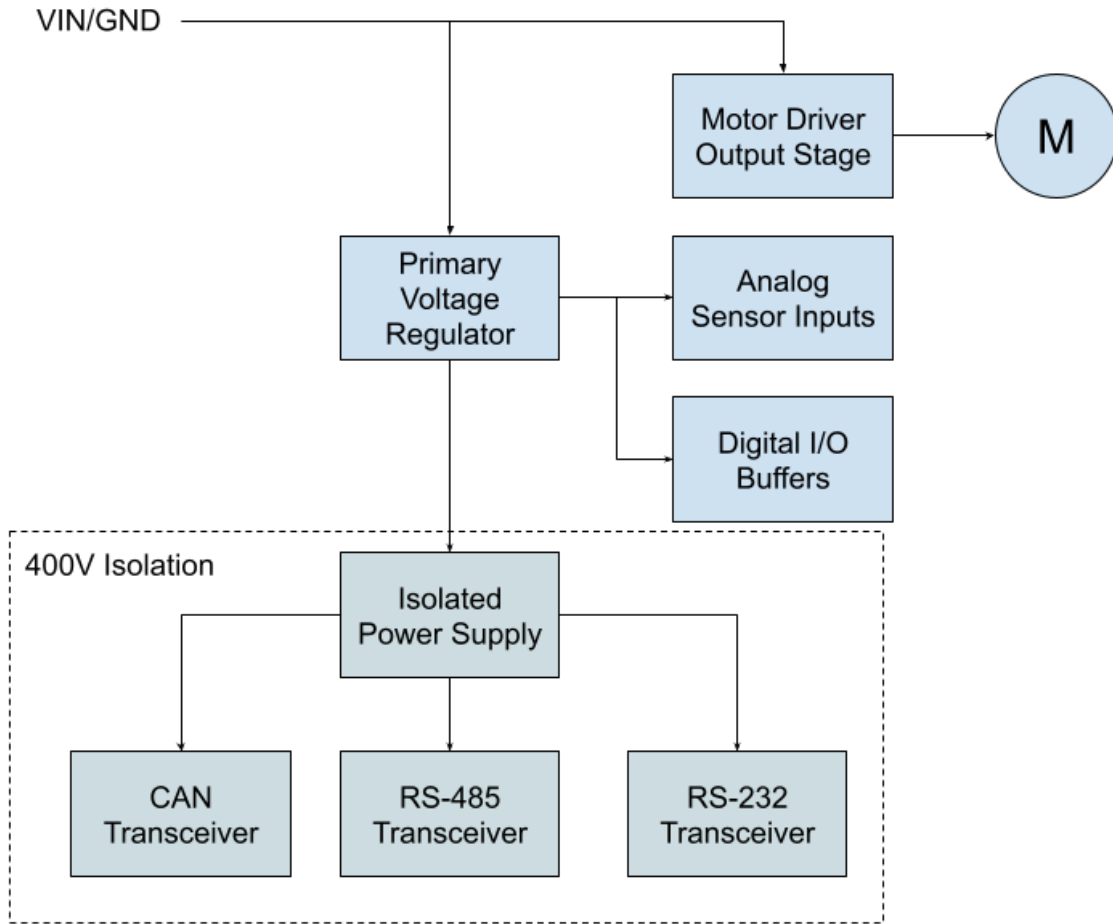 VIN/GND
Motor Driver
Output Stage
M
Primary
Voltage
Regulator
Analog
Sensor Inputs
Digital I/O
Buffers
400V Isolation
Isolated
Power Supply
CAN
Transceiver
RS-485
Transceiver
RS-232
Transceiver